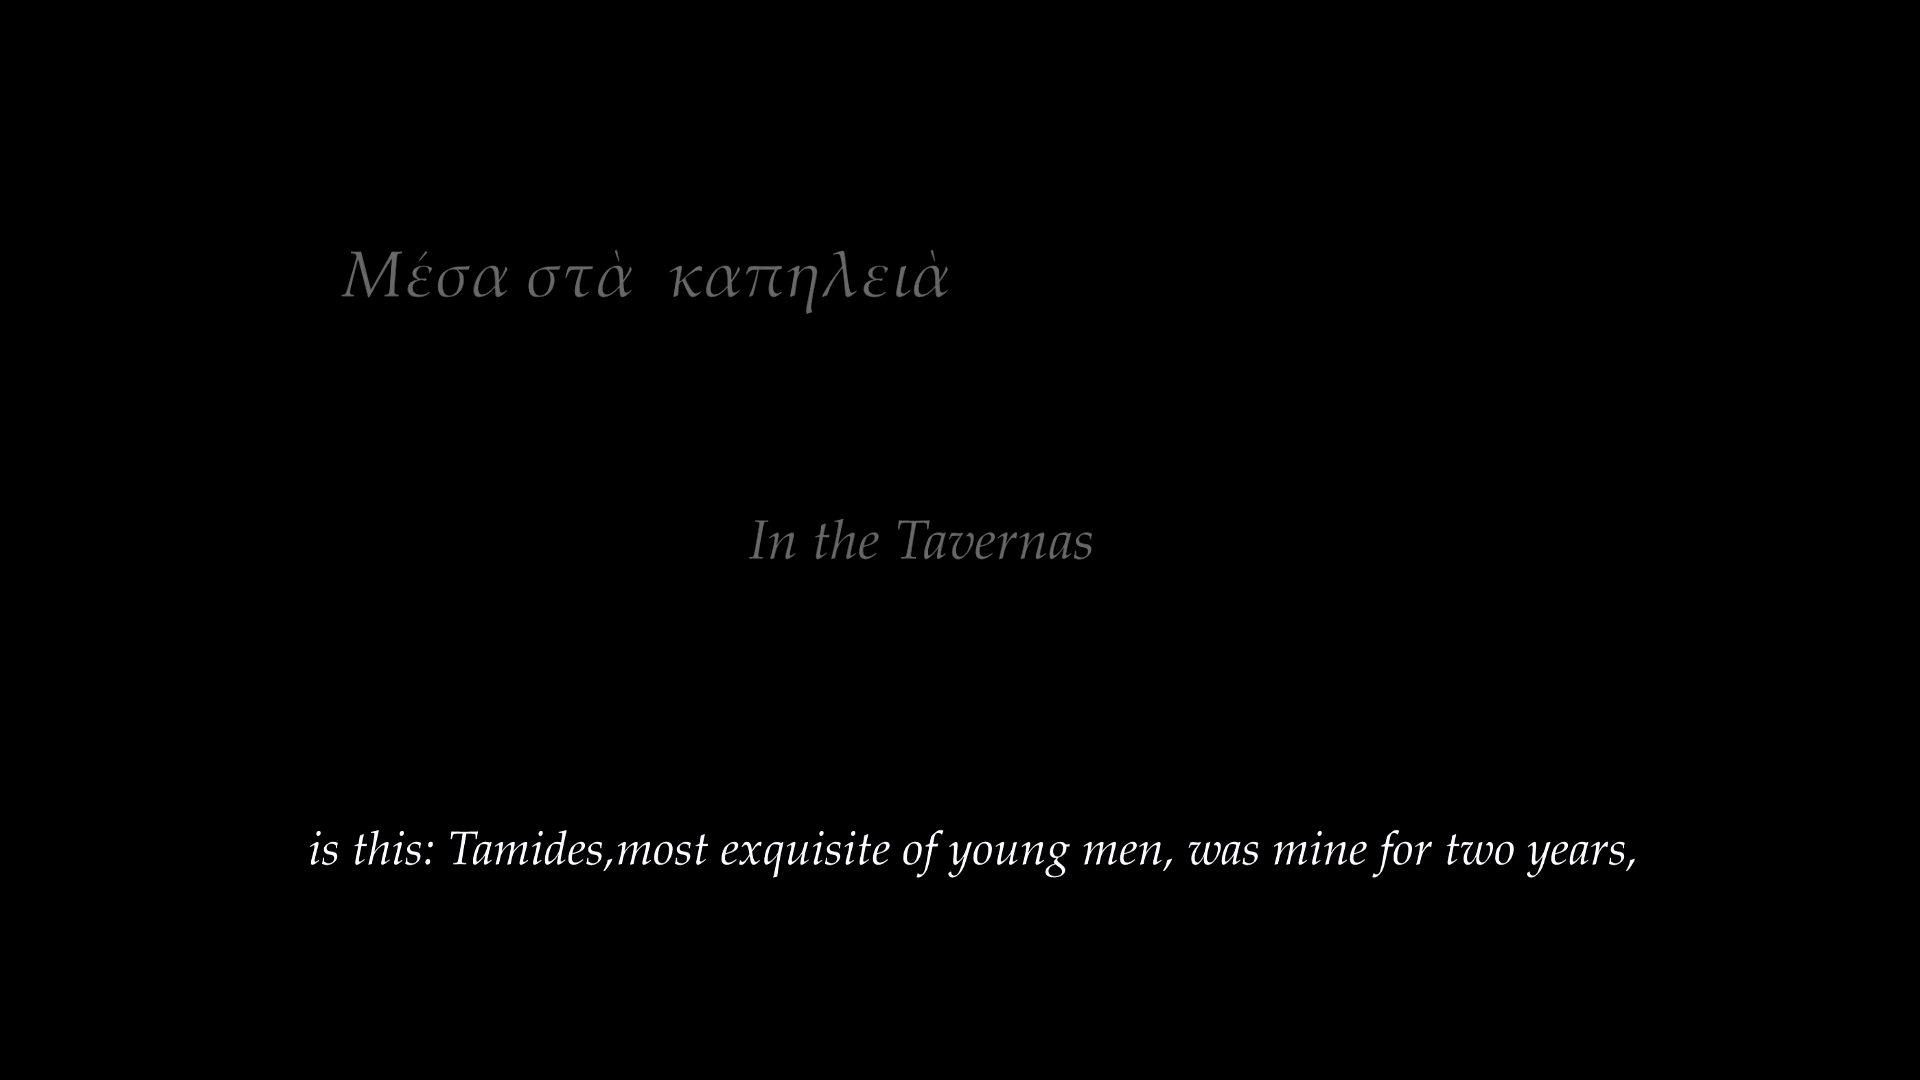 Μέσα στὰ καπηλειὰ
In the Tavernas
is this: Tamides,most exquisite of young men, was mine for two years,